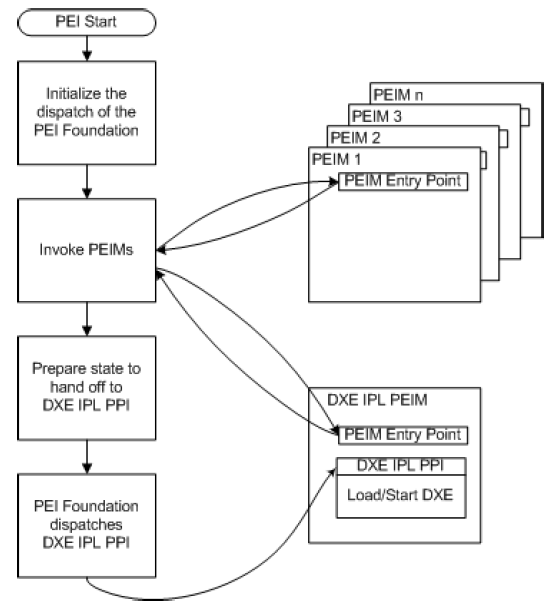 PEI Start
Initialize the
dispatch of the
PEI Foundation
Invoke PEIMs
Prepare state to
hand off to
DXE IPL PPI
PEI Foundation
dispatches
DXE IPL PPI
PEIM n
PEIM 3
PEIM 2
PEIM 1
PEIM Entry Point
DXE IPL PEIM
PEIM Entry Point
DXE IPL PPI
Load/Start DXE